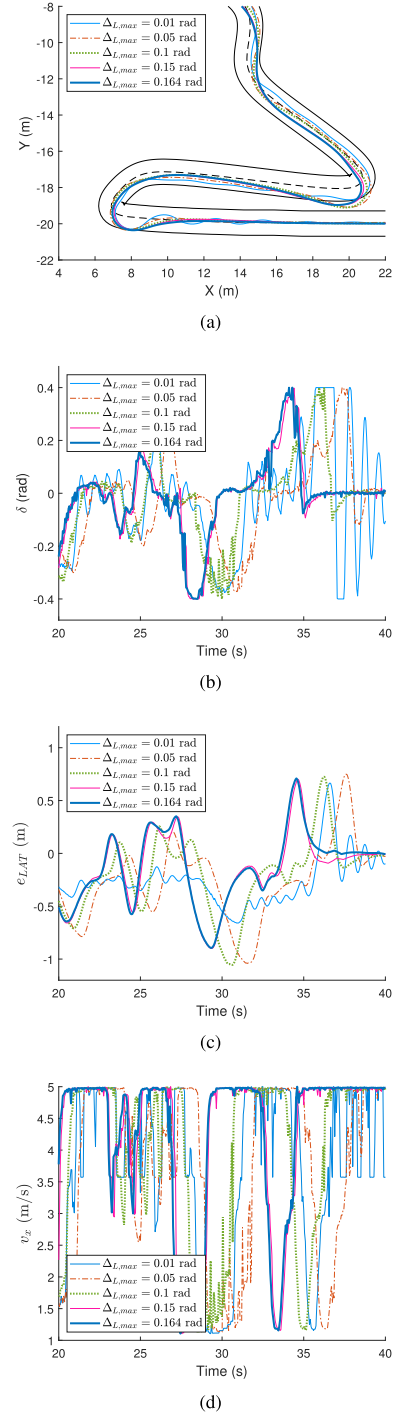 -8
-10
-12
-14
-16
-18
-20
-22
Y (m)
Δ_{L,max} = 0.01 rad
Δ_{L,max} = 0.05 rad
Δ_{L,max} = 0.1 rad
Δ_{L,max} = 0.15 rad
Δ_{L,max} = 0.164 rad
4 6 8 10 12 14 16 18 20 22
X (m)
(a)
0.4
0.2
0
-0.2
-0.4
δ (rad)
Δ_{L,max} = 0.01 rad
Δ_{L,max} = 0.05 rad
Δ_{L,max} = 0.1 rad
Δ_{L,max} = 0.15 rad
Δ_{L,max} = 0.164 rad
20 25 30 35 40
Time (s)
(b)
1
0.5
0
-0.5
-1
e_{LAT} (m)
Δ_{L,max} = 0.01 rad
Δ_{L,max} = 0.05 rad
Δ_{L,max} = 0.1 rad
Δ_{L,max} = 0.15 rad
Δ_{L,max} = 0.164 rad
20 25 30 35 40
Time (s)
(c)
5
4.5
4
3.5
3
2.5
2
1.5
1
v_x (m/s)
Δ_{L,max} = 0.01 rad
Δ_{L,max} = 0.05 rad
Δ_{L,max} = 0.1 rad
Δ_{L,max} = 0.15 rad
Δ_{L,max} = 0.164 rad
20 25 30 35 40
Time (s)
(d)